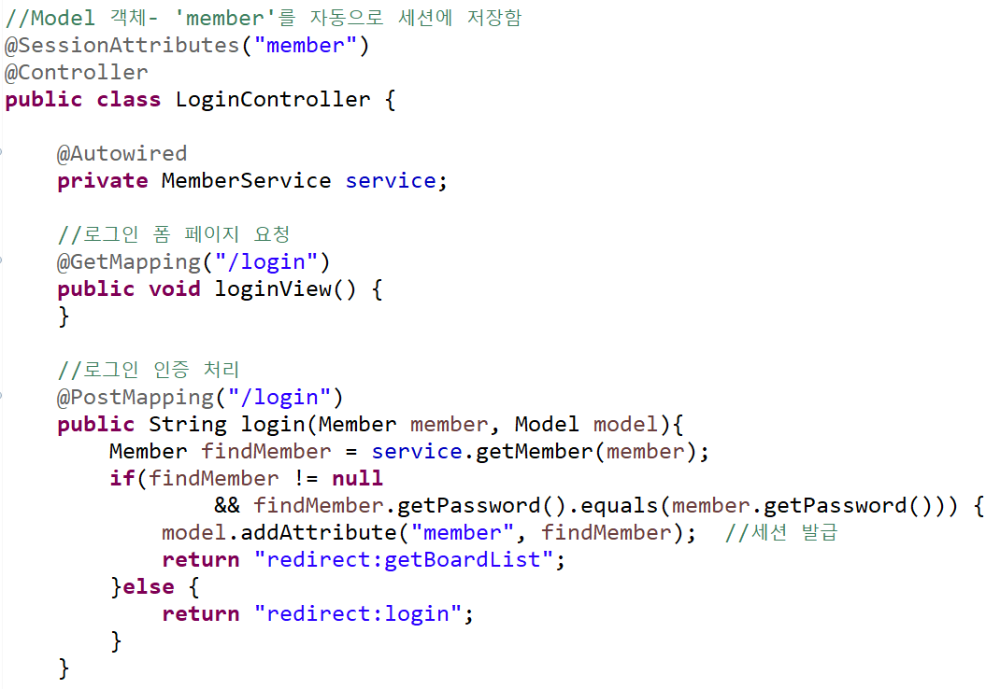 //Model 객체- 'member'를 자동으로 세션에 저장함
@SessionAttributes("member")
@Controller
public class LoginController {
@Autowired
private MemberService service;
//로그인 폼 페이지 요청
@GetMapping("/login")
public void loginView() {
}
//로그인 인증 처리
@PostMapping("/login")
public String login(Member member, Model model){
Member findMember = service.getMember(member);
if(findMember != null
&& findMember.getPassword().equals(member.getPassword())) {
model.addAttribute("member", findMember);  //세션 발급
return "redirect:getBoardList";
}else {
return "redirect:login";
}
}